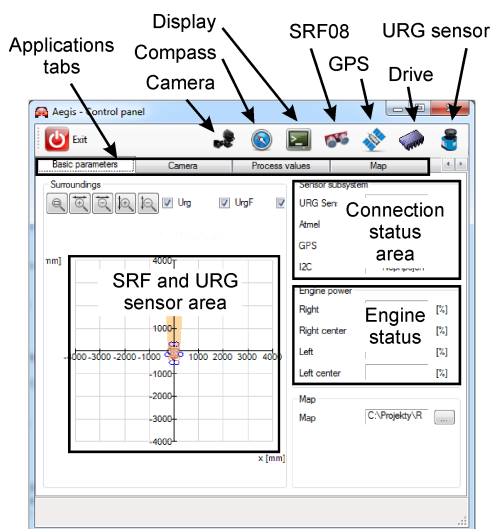 Display
SRF08
URG sensor
Applications
tabs
Compass
GPS
Camera
Drive
Aegis - Control panel
Exit
Basic parameters
Camera
Process values
Map
Surroundings
Urg
UrgF
Sensor subsystem
URG Sen
Atmel
GPS
I2C
Connection
status
area
mm]
SRF and URG
sensor area
4000
1000
-4000 -3000 -2000 -1000 1000 2000 3000 4000
-1000
-2000
-3000
-4000
x [mm]
Engine power
Right [%]
Right center [%]
Left [%]
Left center [%]
Engine
status
Map
Map C:\Projekty\R ...